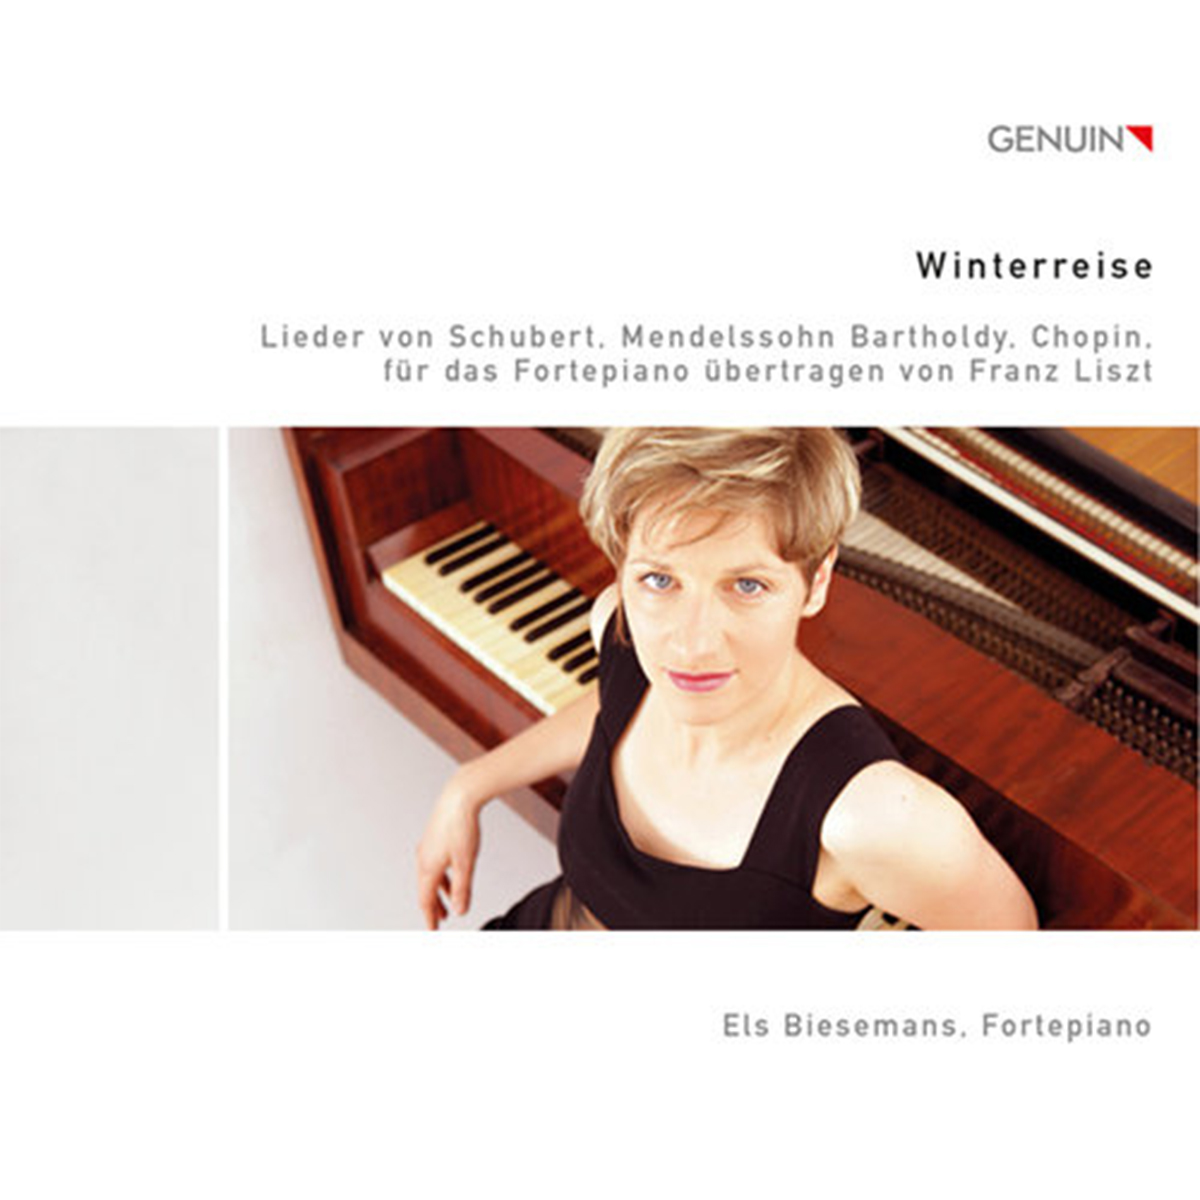 GENUIN
Winterreise
Lieder von Schubert, Mendelssohn Bartholdy, Chopin,
für das Fortepiano übertragen von Franz Liszt
Els Biesemans, Fortepiano